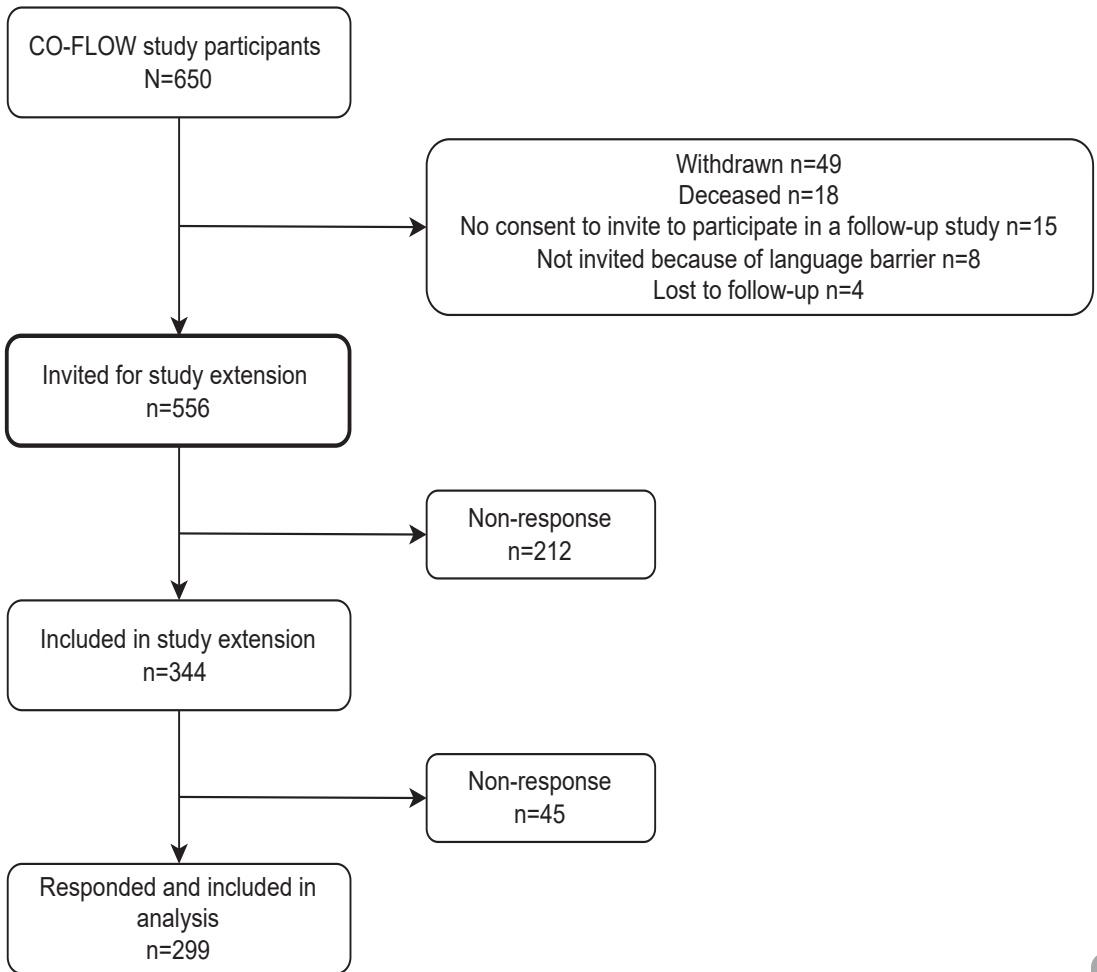 CO-FLOW study participants
N=650
Withdrawn n=49
Deceased n=18
No consent to invite to participate in a follow-up study n=15
Not invited because of language barrier n=8
Lost to follow-up n=4
Invited for study extension
n=556
Non-response
n=212
Included in study extension
n=344
Non-response
n=45
Responded and included in
analysis
n=299